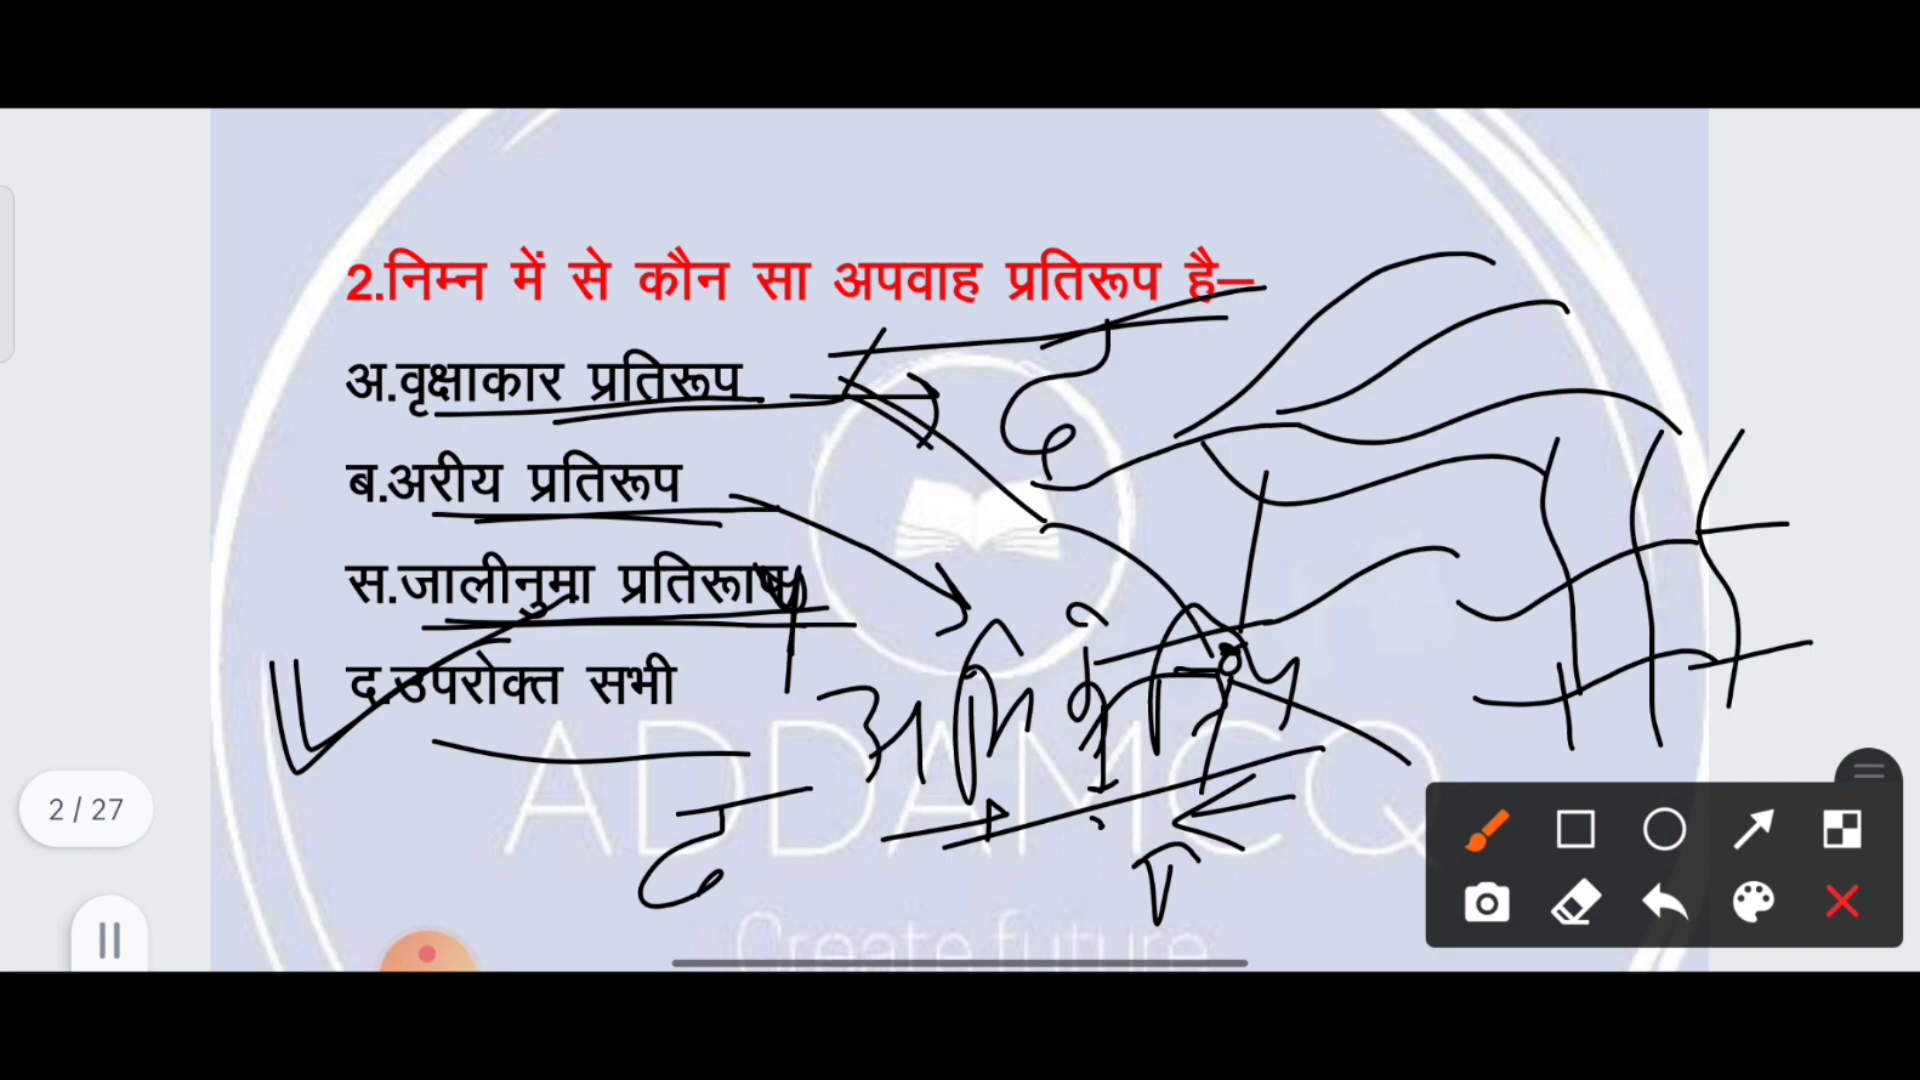 2.निम्न में से कौन सा अपवाह प्रतिरूप है–
अ.वृक्षाकार प्रतिरूप
ब.अरीय प्रतिरूप
स.जालीनुमा प्रतिरूप
द.उपरोक्त सभी
ADDAMCQ
Create future
2 / 27